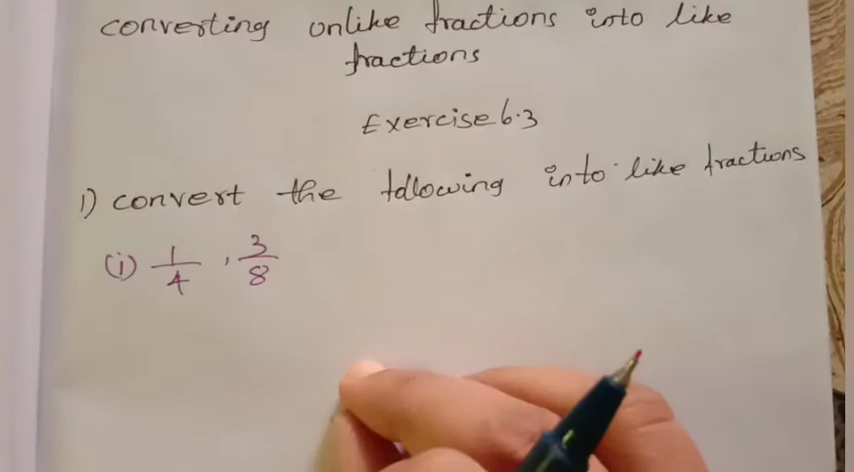 converting unlike fractions into like
fractions
Exercise 6.3
1) convert the following into like fractions
(i) 1/4 , 3/8